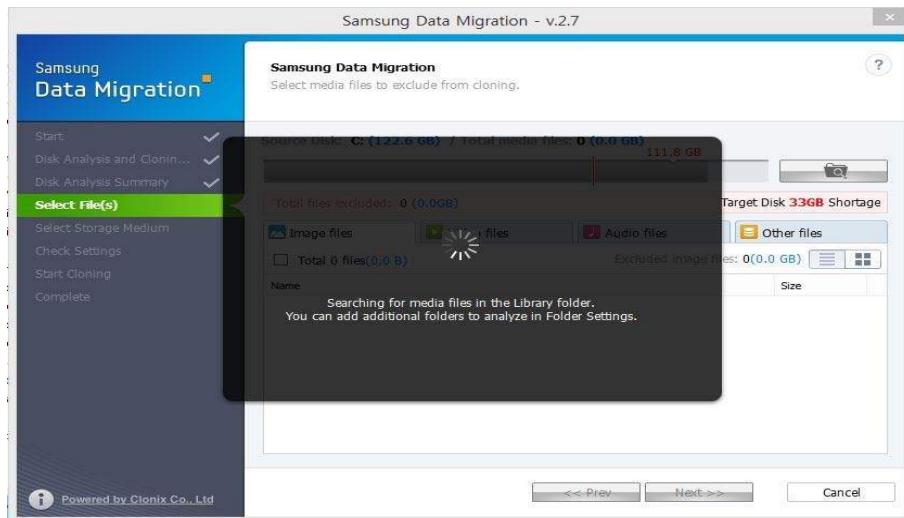 Samsung Data Migration - v.2.7
Samsung
Data Migration
Samsung Data Migration
Select media files to exclude from cloning.
?
Start
Disk Analysis and Clonin...
Disk Analysis Summary
Select File(s)
Select Storage Medium
Check Settings
Start Cloning
Complete
Source Disk: C: (122.6 GB) / Total media files: 0 (0.0 GB)
111.8 GB
Total files excluded: 0 (0.0GB)
Target Disk 33GB Shortage
Image files
files
Audio files
Other files
Total 0 files(0.0 B)
Excluded image files: 0(0.0 GB)
Name
Size
Searching for media files in the Library folder.
You can add additional folders to analyze in Folder Settings.
i
Powered by Clonix Co., Ltd
<< Prev
Next >>
Cancel